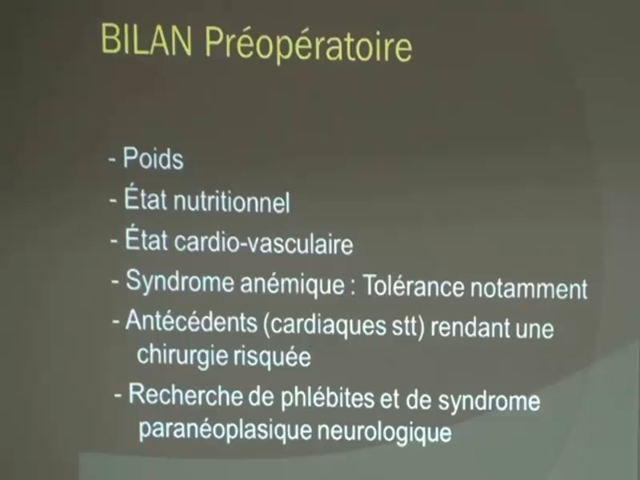 BILAN Préopératoire
- Poids
- État nutritionnel
- État cardio-vasculaire
- Syndrome anémique : Tolérance notamment
- Antécédents (cardiaques stt) rendant une
chirurgie risquée
- Recherche de phlébites et de syndrome
paranéoplasique neurologique